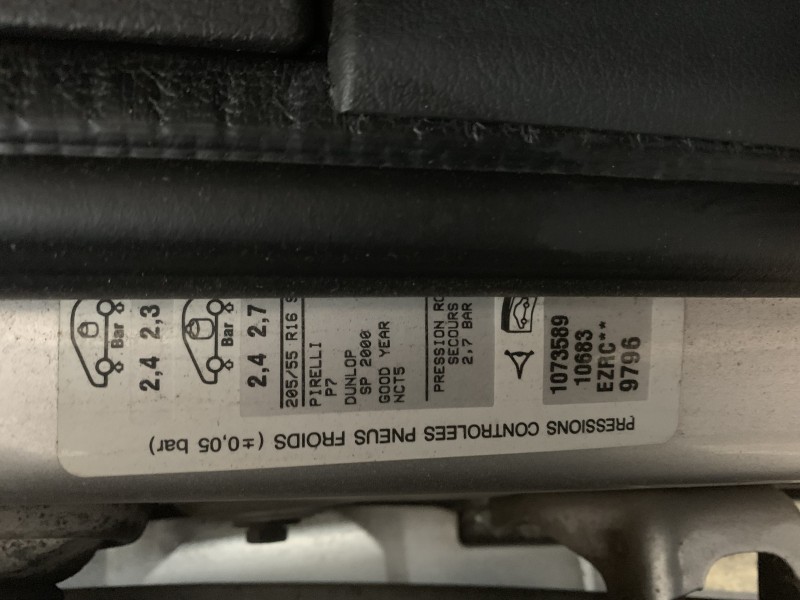 Bar
2,4 2,3
Bar
2,4 2,7
205/55 R16
PIRELLI
P7
DUNLOP
SP 2000
GOOD YEAR
NCT5
PRESSION
SECOURS
2,7 BAR
1073589
10683
EZRC**
9796
PRESSIONS CONTROLEES PNEUS FROIDS (±0,05 bar)